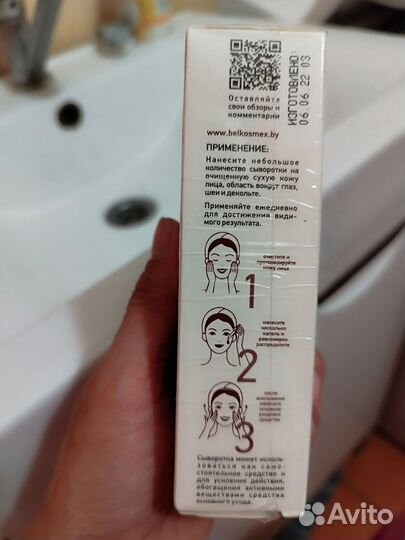 Оставляйте
свои обзоры и
комментарии
ИЗГОТОВЛЕНО:
06.06.22 03
www.belkosmex.by
ПРИМЕНЕНИЕ:
Нанесите небольшое
количество сыворотки на
очищенную сухую кожу
лица, область вокруг глаз,
шеи и декольте.
Применяйте ежедневно
для достижения види-
мого результата.
очистите и
протонизируйте
кожу лица
1
нанесите
несколько
капель и
равномерно
распределите
2
после
впитывания
нанесите
основное
уходовое
средство
3
Сыворотка может исполь-
зоваться как само-
стоятельное средство и
для усиления действия,
обогащения активными
веществами средства
основного ухода.
Avito